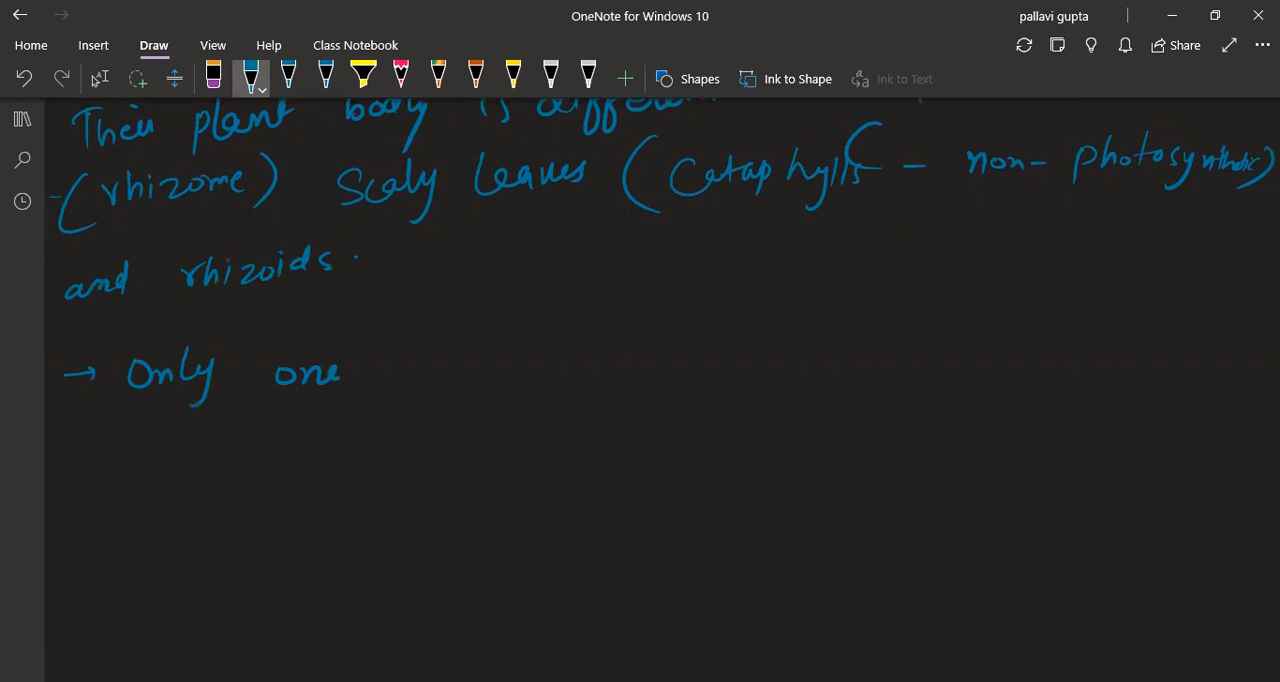 OneNote for Windows 10
pallavi gupta
Home Insert Draw View Help Class Notebook
Share
Shapes Ink to Shape Ink to Text
Their plant body is differen
(rhizome) Scaly leaves (Cataphylls - non-photosynthetic)
and rhizoids.
→ Only one